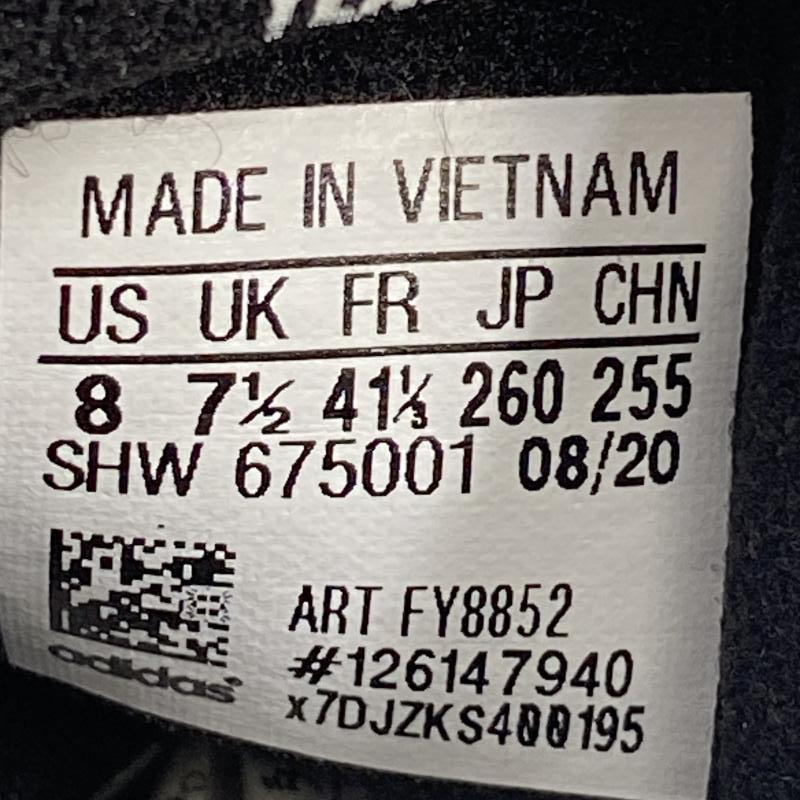 MADE IN VIETNAM
US UK FR JP CHN
8 7½ 41⅓ 260 255
SHW 675001 08/20
ART FY8852
adidas
#126147940
x7DJZKS400195